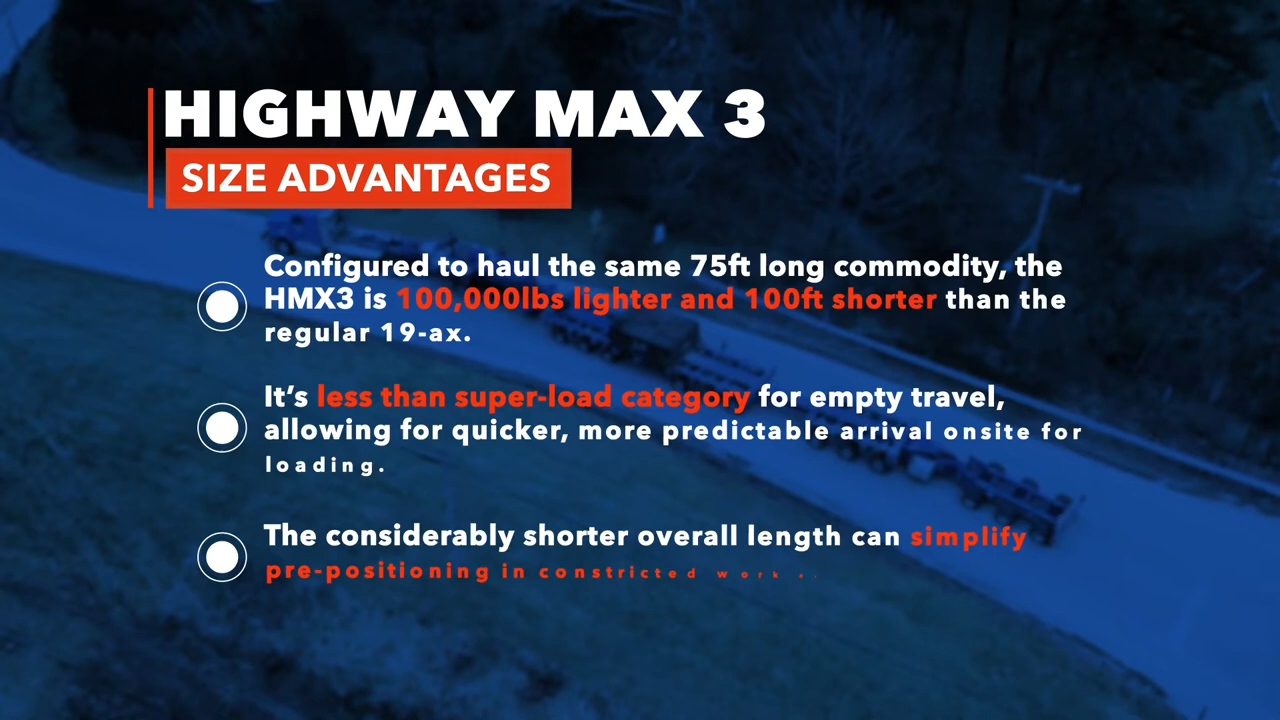 HIGHWAY MAX 3
SIZE ADVANTAGES
Configured to haul the same 75ft long commodity, the
HMX3 is 100,000lbs lighter and 100ft shorter than the
regular 19-ax.
It's less than super-load category for empty travel,
allowing for quicker, more predictable arrival onsite for
loading.
The considerably shorter overall length can simplify
pre-positioning in constricted work